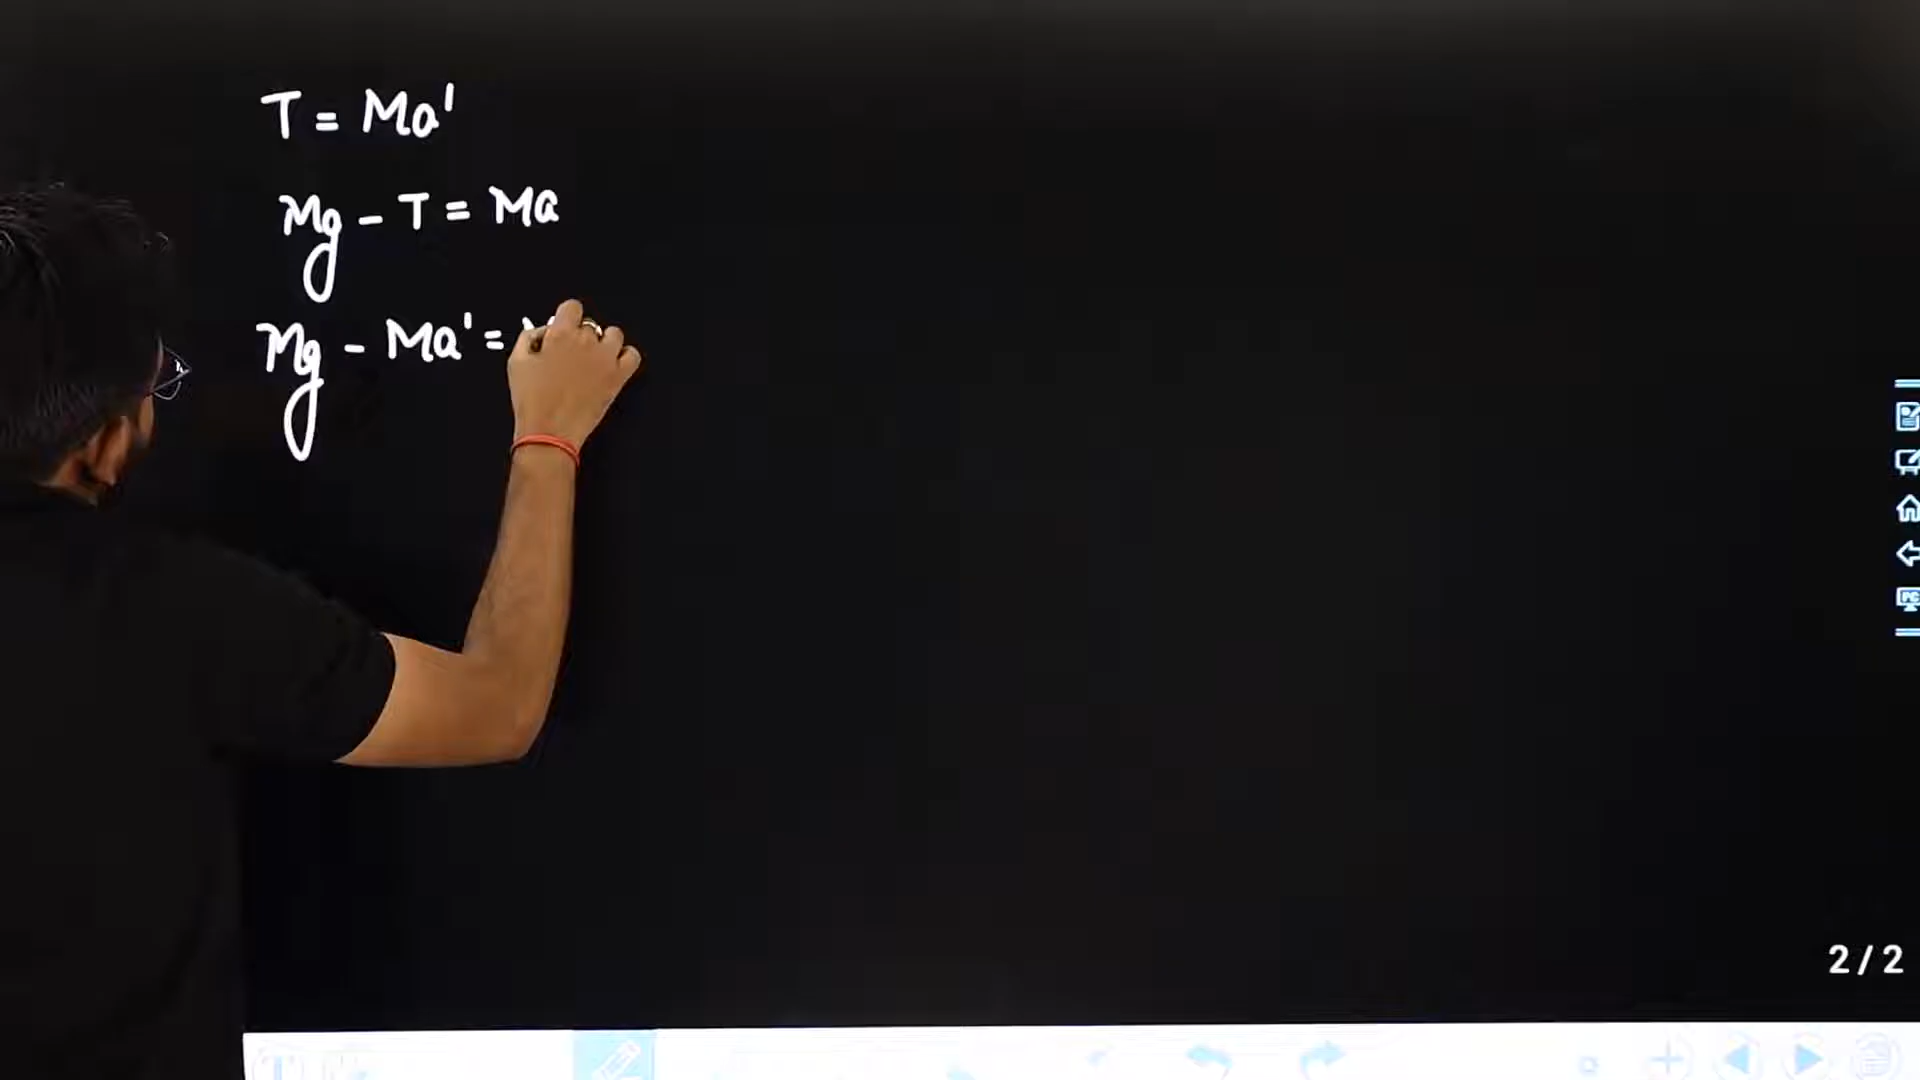 T = Ma'
Mg - T = Ma
Mg - Ma' =
2/2